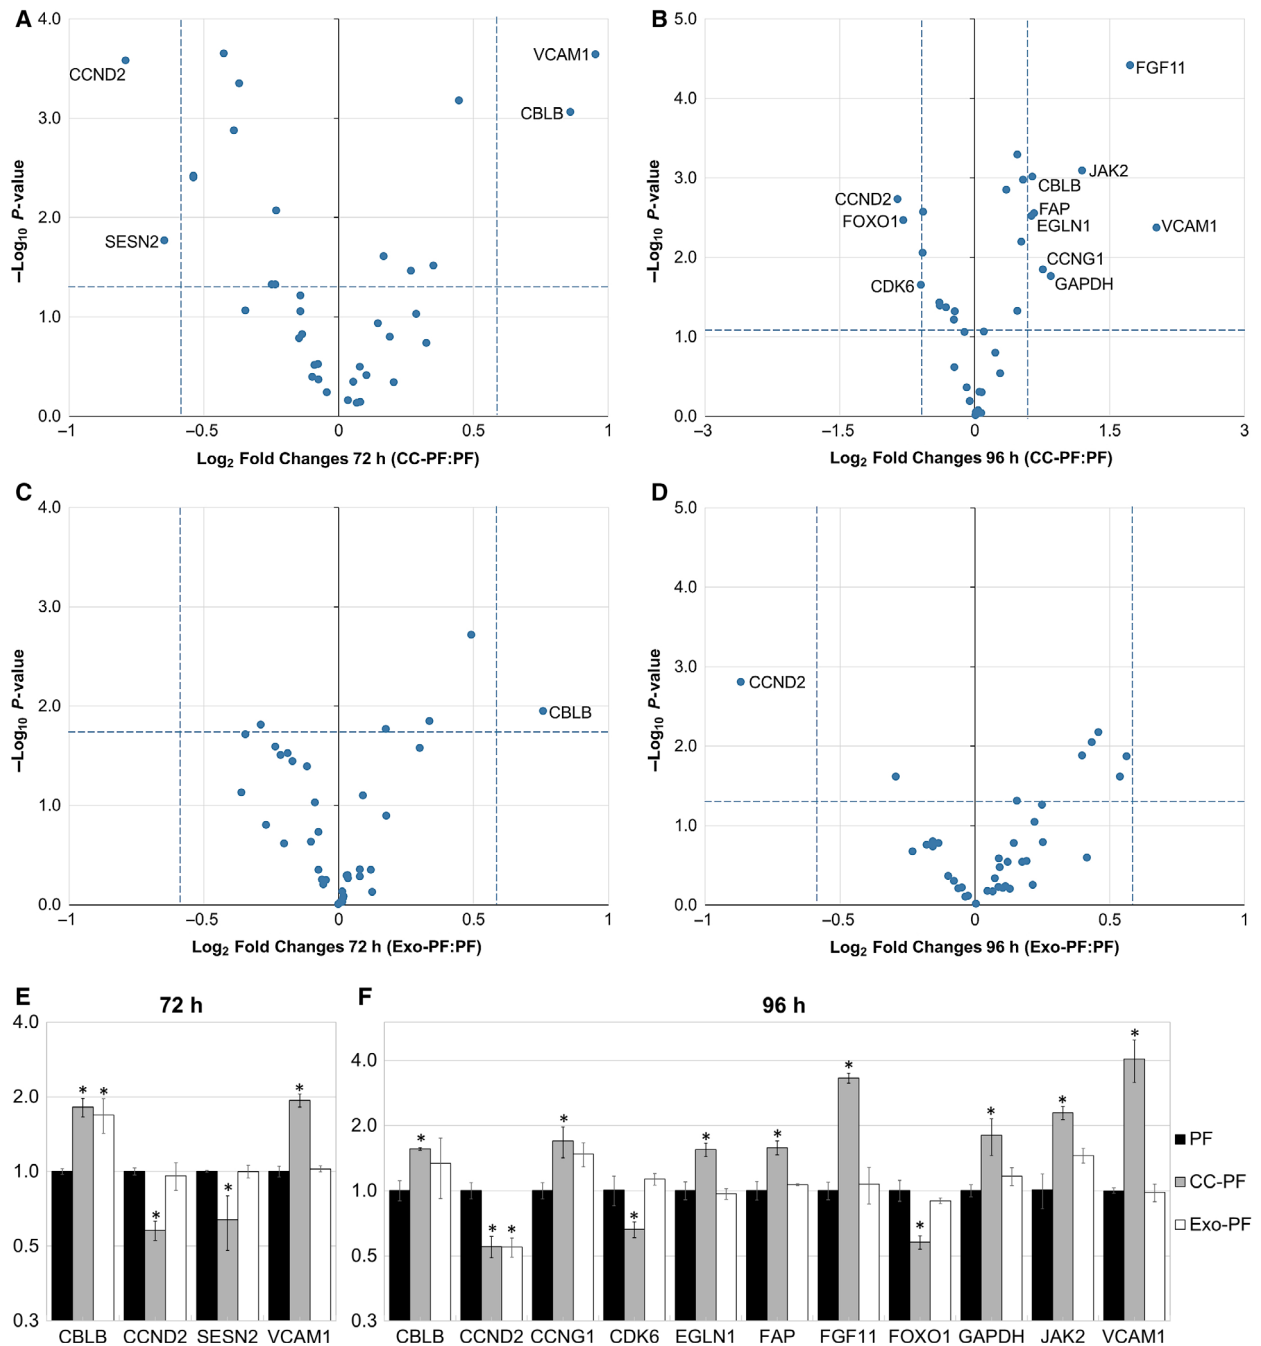 A
4.0
3.0
2.0
1.0
0.0
−Log10 P-value
CCND2
SESN2
VCAM1
CBLB
−1
−0.5
0
0.5
1
Log2 Fold Changes 72 h (CC-PF:PF)
B
5.0
4.0
3.0
2.0
1.0
0.0
−Log10 P-value
FGF11
JAK2
CBLB
CCND2
FAP
FOXO1
EGLN1
VCAM1
CCNG1
GAPDH
CDK6
−3
−1.5
0
1.5
3
Log2 Fold Changes 96 h (CC-PF:PF)
C
4.0
3.0
2.0
1.0
0.0
−Log10 P-value
CBLB
−1
−0.5
0
0.5
1
Log2 Fold Changes 72 h (Exo-PF:PF)
D
5.0
4.0
3.0
2.0
1.0
0.0
−Log10 P-value
CCND2
−1
−0.5
0
0.5
1
Log2 Fold Changes 96 h (Exo-PF:PF)
E
72 h
4.0
2.0
1.0
0.5
0.3
* *
*
*
*
CBLB CCND2 SESN2 VCAM1
F
96 h
4.0
2.0
1.0
0.5
0.3
*
* *
*
*
*
*
*
*
*
*
*
CBLB CCND2 CCNG1 CDK6 EGLN1 FAP FGF11 FOXO1 GAPDH JAK2 VCAM1
PF
CC-PF
Exo-PF